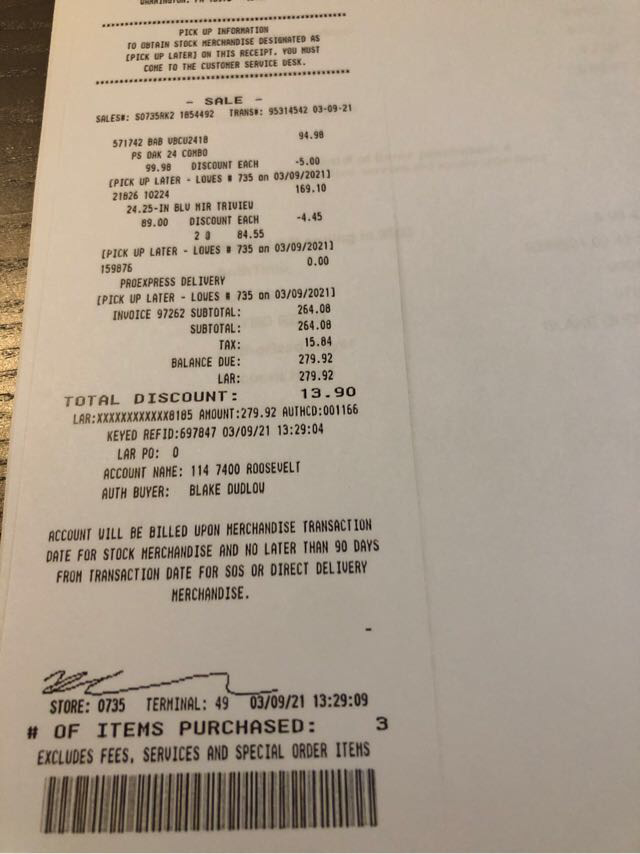 WARRINGTON, PA
**********************************************
PICK UP INFORMATION
TO OBTAIN STOCK MERCHANDISE DESIGNATED AS
[PICK UP LATER] ON THIS RECEIPT, YOU MUST
COME TO THE CUSTOMER SERVICE DESK.
**********************************************
- SALE -
SALES#: S0735AK2 1854492 TRANS#: 95314542 03-09-21
571742 BAB VBCU2418 94.98
PS OAK 24 COMBO
99.98 DISCOUNT EACH -5.00
[PICK UP LATER - LOWES # 735 on 03/09/2021]
21826 10224 169.10
24.25-IN BLV MIR TRIVIEW
89.00 DISCOUNT EACH -4.45
2 @ 84.55
[PICK UP LATER - LOWES # 735 on 03/09/2021]
159876 0.00
PROEXPRESS DELIVERY
[PICK UP LATER - LOWES # 735 on 03/09/2021]
INVOICE 97262 SUBTOTAL: 264.08
SUBTOTAL: 264.08
TAX: 15.84
BALANCE DUE: 279.92
LAR: 279.92
TOTAL DISCOUNT: 13.90
LAR:XXXXXXXXXXXX8185 AMOUNT:279.92 AUTHCD:001166
KEYED REFID:697847 03/09/21 13:29:04
LAR PO: 0
ACCOUNT NAME: 114 7400 ROOSEVELT
AUTH BUYER: BLAKE DUDLOW
ACCOUNT WILL BE BILLED UPON MERCHANDISE TRANSACTION
DATE FOR STOCK MERCHANDISE AND NO LATER THAN 90 DAYS
FROM TRANSACTION DATE FOR SOS OR DIRECT DELIVERY
MERCHANDISE.
STORE: 0735 TERMINAL: 49 03/09/21 13:29:09
# OF ITEMS PURCHASED: 3
EXCLUDES FEES, SERVICES AND SPECIAL ORDER ITEMS